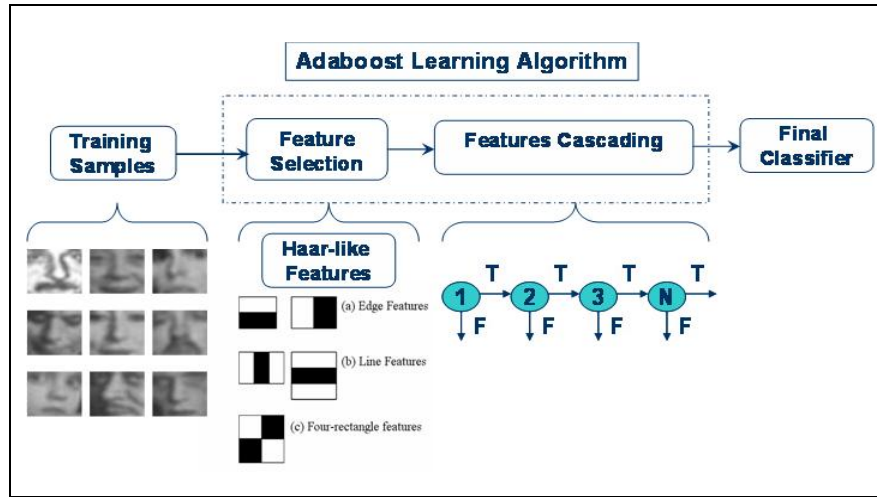 Adaboost Learning Algorithm
Training
Samples
Feature
Selection
Features Cascading
Final
Classifier
Haar-like
Features
(a) Edge Features
(b) Line Features
(c) Four-rectangle features
T T T T
1 2 3 N
F F F F